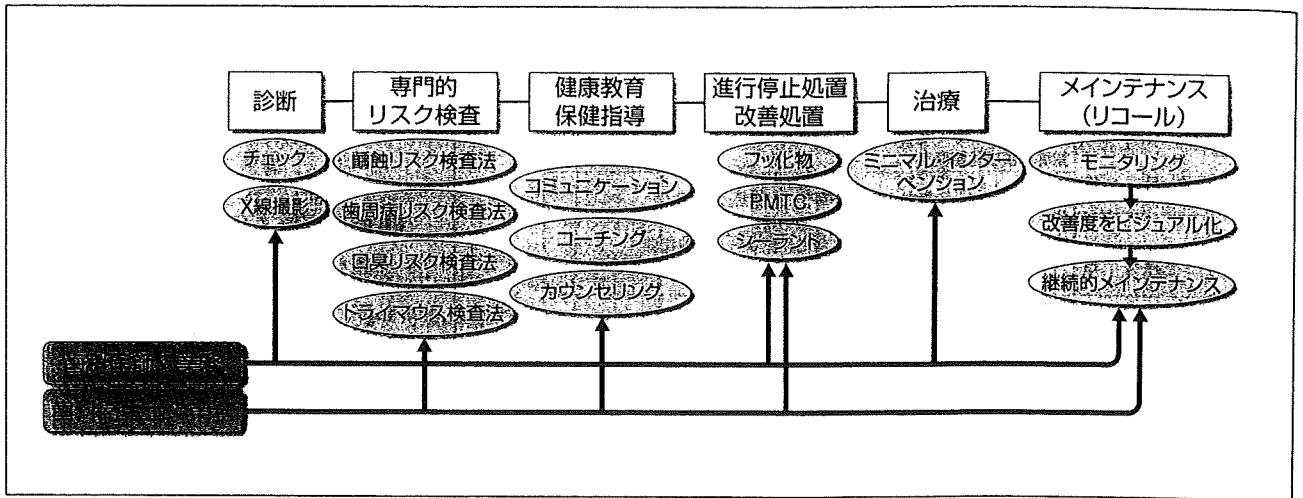 診断
専門的
リスク検査
健康教育
保健指導
進行停止処置
改善処置
治療
メインテナンス
(リコール)
チェック
X線撮影
齲蝕リスク検査法
歯周病リスク検査法
口臭リスク検査法
ドライマウス検査法
コミュニケーション
コーチング
カウンセリング
フッ化物
PMTC
シーラント
ミニマルインター
ベンション
モニタリング
改善度をビジュアル化
継続的メインテナンス